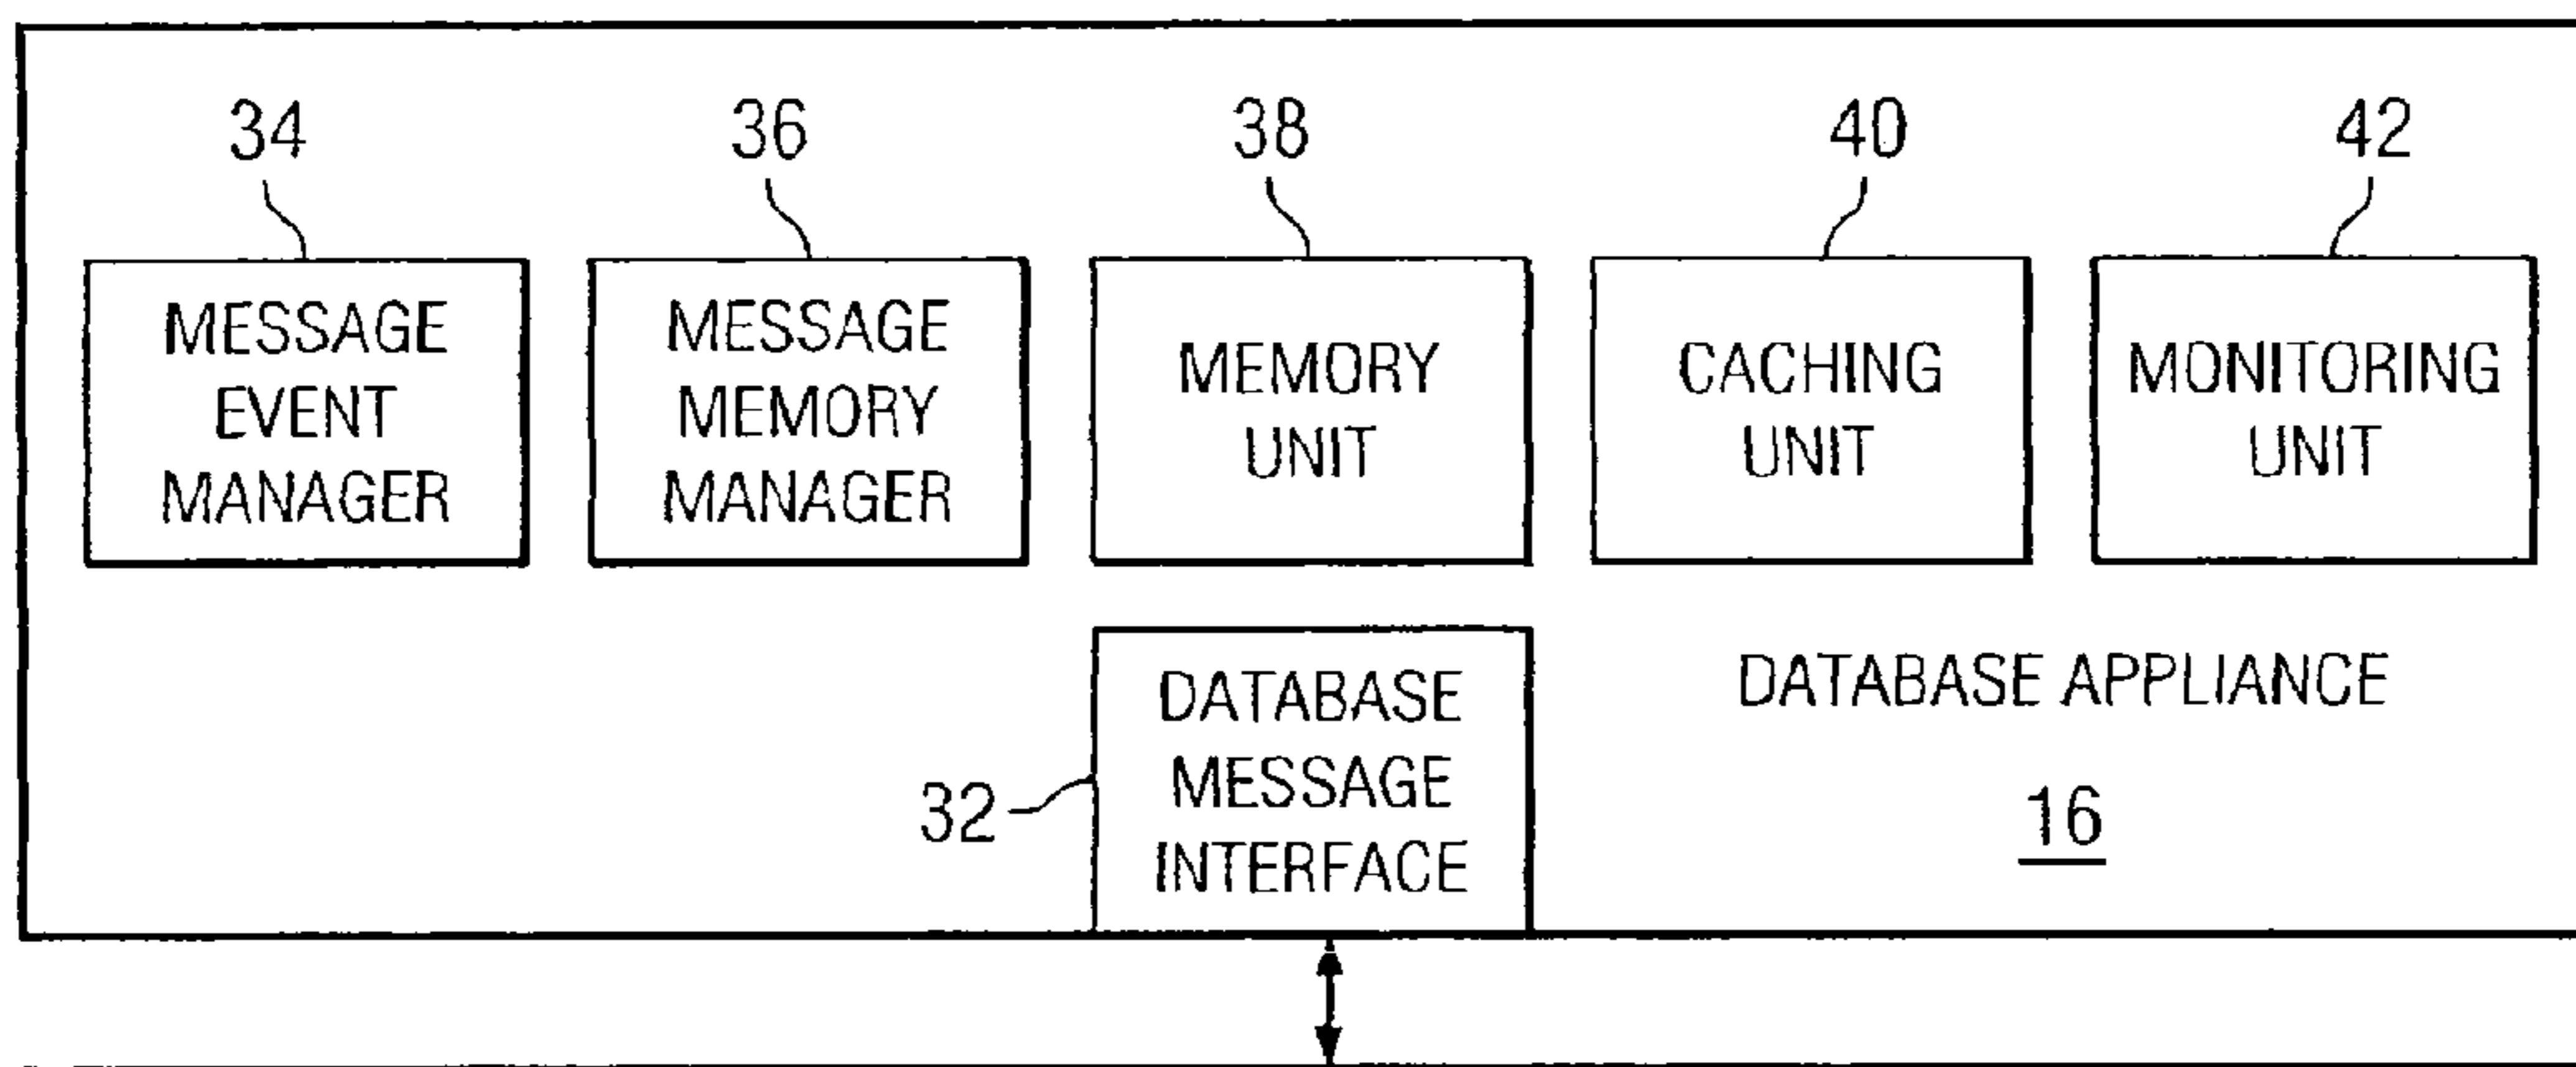 34
36
38
40
42
MESSAGE
EVENT
MANAGER
MESSAGE
MEMORY
MANAGER
MEMORY
UNIT
CACHING
UNIT
MONITORING
UNIT
32
DATABASE
MESSAGE
INTERFACE
DATABASE APPLIANCE
16